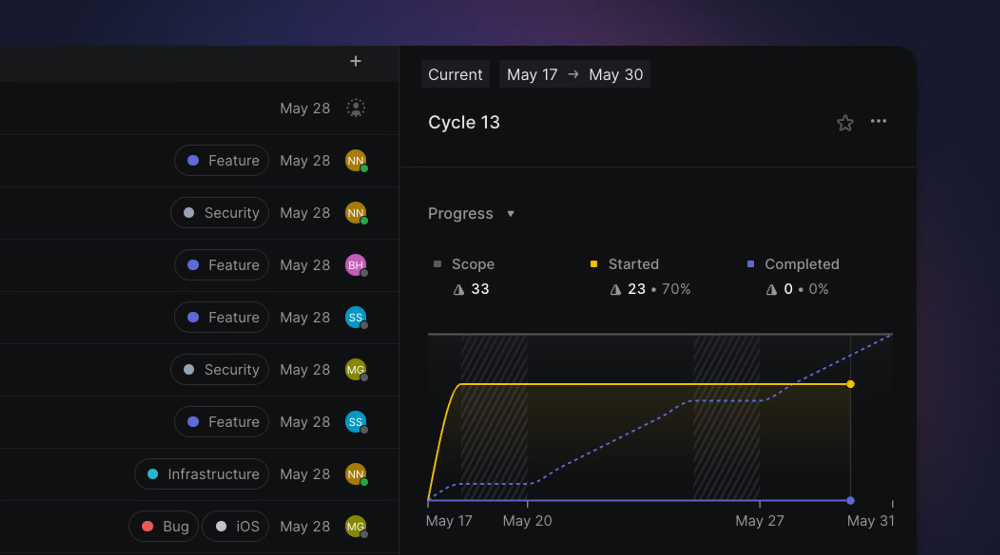 +
May 28
Feature May 28 NN
Security May 28 NN
Feature May 28 BH
Feature May 28 SS
Security May 28 MG
Feature May 28 SS
Infrastructure May 28 NN
Bug iOS May 28 MG
Current May 17 → May 30
Cycle 13
Progress
Scope Started Completed
33 23 • 70% 0 • 0%
May 17 May 20 May 27 May 31